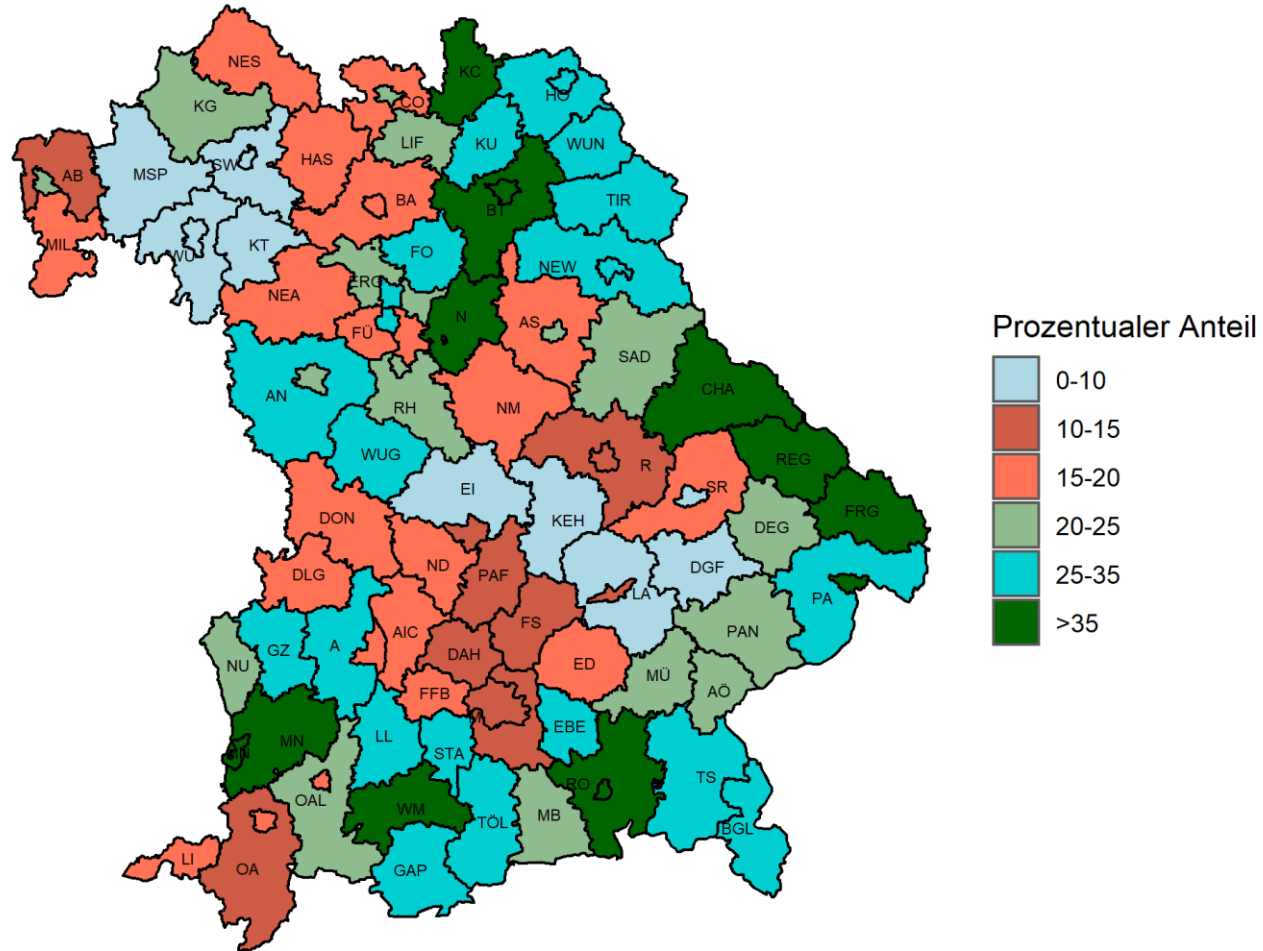 NES
KC
KG
CO
HO
LIF
KU
WUN
SW
HAS
AB
MSP
BA
TIR
BT
MIL
WÜ
KT
FO
NEW
ERG
NEA
N
FÜ
AS
SAD
AN
RH
NM
CHA
WUG
R
REG
EI
SR
KEH
FRG
DON
DEG
ND
PAF
DGF
DLG
LA
PA
AIC
FS
PAN
A
GZ
DAH
ED
NU
MÜ
AÖ
FFB
M
EBE
MN
MN
LL
STA
TS
RO
OAL
WM
TÖL
MB
BGL
LI
OA
GAP
Prozentualer Anteil
0-10
10-15
15-20
20-25
25-35
>35